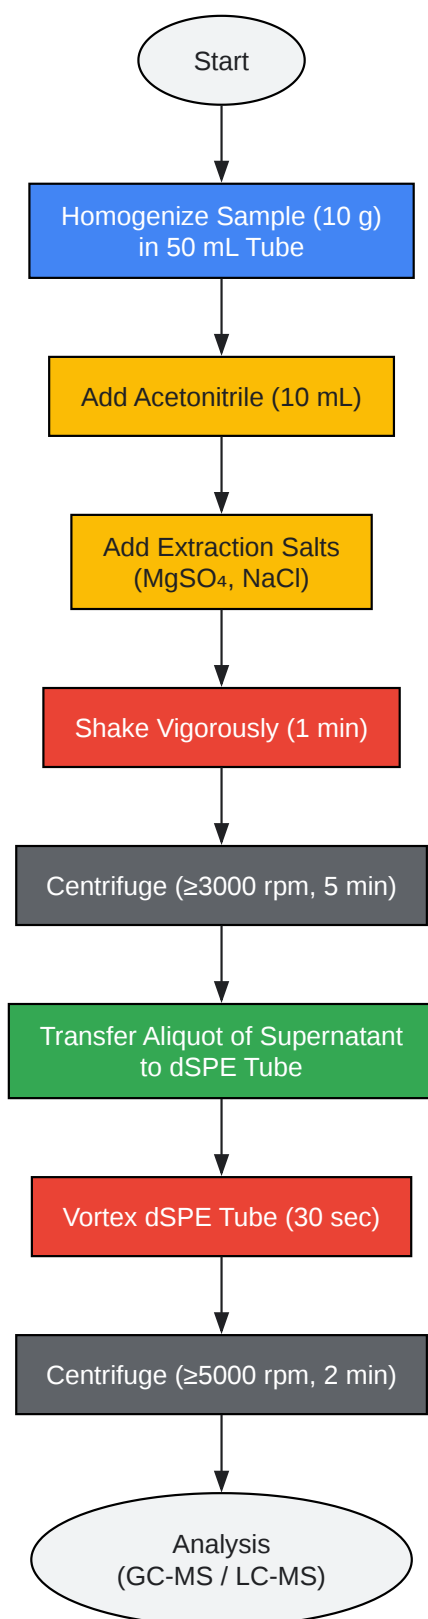 Start
Homogenize Sample (10 g)
in 50 mL Tube
Add Acetonitrile (10 mL)
Add Extraction Salts
(MgSO₄, NaCl)
Shake Vigorously (1 min)
Centrifuge (≥3000 rpm, 5 min)
Transfer Aliquot of Supernatant
to dSPE Tube
Vortex dSPE Tube (30 sec)
Centrifuge (≥5000 rpm, 2 min)
Analysis
(GC-MS / LC-MS)